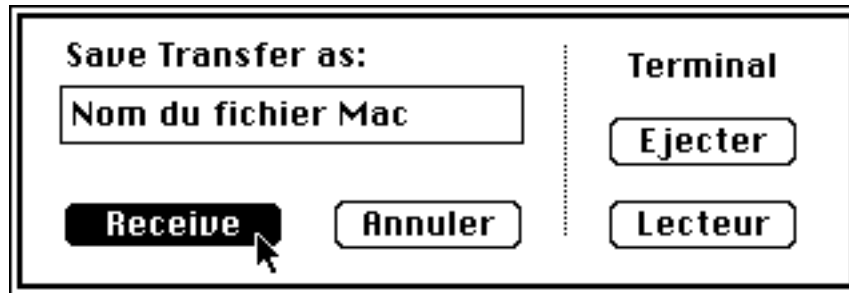 Save Transfer as:
Nom du fichier Mac
Receive
Annuler
Terminal
Ejecter
Lecteur